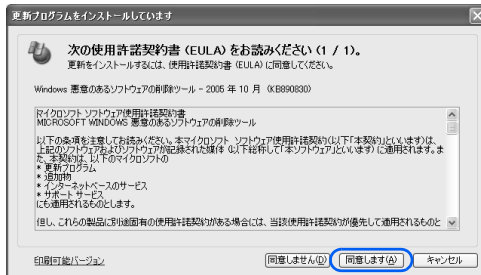 更新プログラムをインストールしています
次の使用許諾契約書 (EULA) をお読みください (1 / 1)。
更新をインストールするには、使用許諾契約書 (EULA) に同意してください。
Windows 悪意のあるソフトウェアの削除ツール - 2005 年 10 月 (KB890830)
マイクロソフト ソフトウェア使用許諾契約書
MICROSOFT WINDOWS 悪意のあるソフトウェアの削除ツール
以下の条項を注意してお読みください。本マイクロソフト ソフトウェア使用許諾契約(以下「本契約」といいます)は、
上記のソフトウェアおよびソフトウェアが記録された媒体 (以下総称して「本ソフトウェア」といいます) に適用されます。ま
た、本契約は、以下のマイクロソフトの
* 更新プログラム
* 追加物
* インターネットベースのサービス
* サポート サービス
にも適用されるものとします。
但し、これらの製品に別途固有の使用許諾契約がある場合には、当該使用許諾契約が優先して適用されるものと
印刷可能バージョン
同意しません(D)
同意します(A)
キャンセル